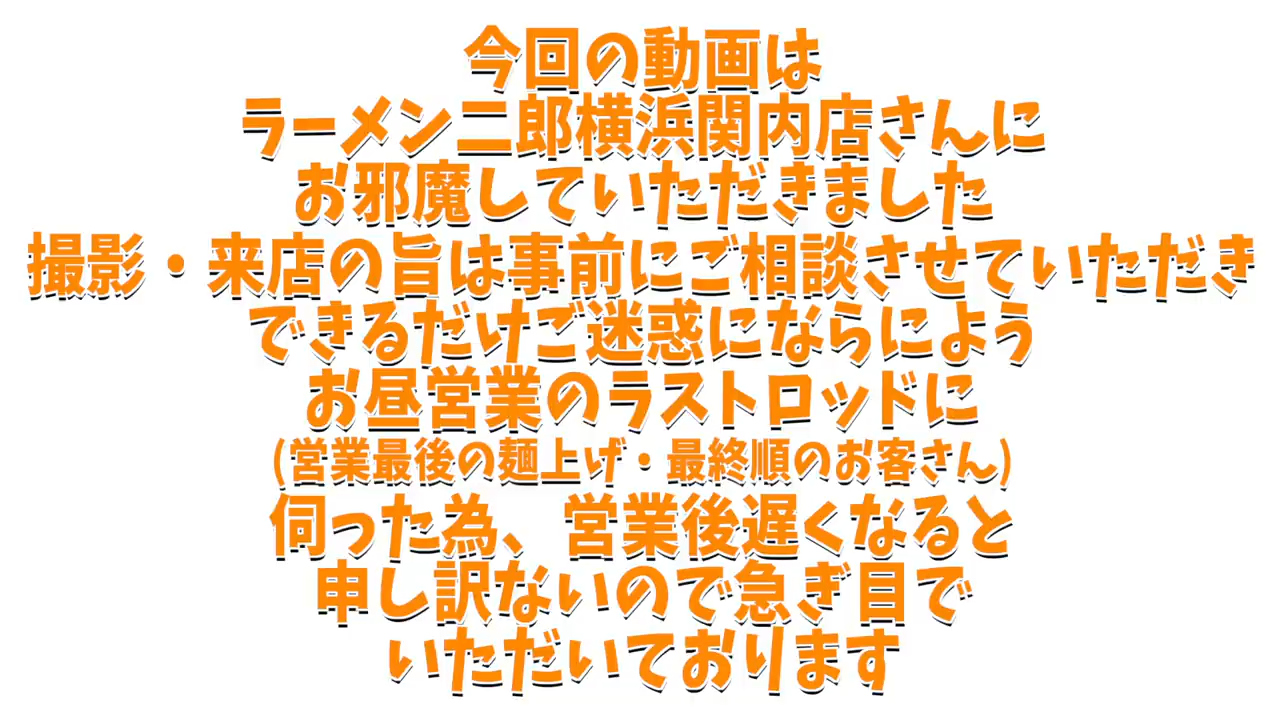 今回の動画は
ラーメン二郎横浜関内店さんに
お邪魔していただきました
撮影・来店の旨は事前にご相談させていただき
できるだけご迷惑にならによう
お昼営業のラストロッドに
(営業最後の麺上げ・最終順のお客さん)
伺った為、営業後遅くなると
申し訳ないので急ぎ目で
いただいております